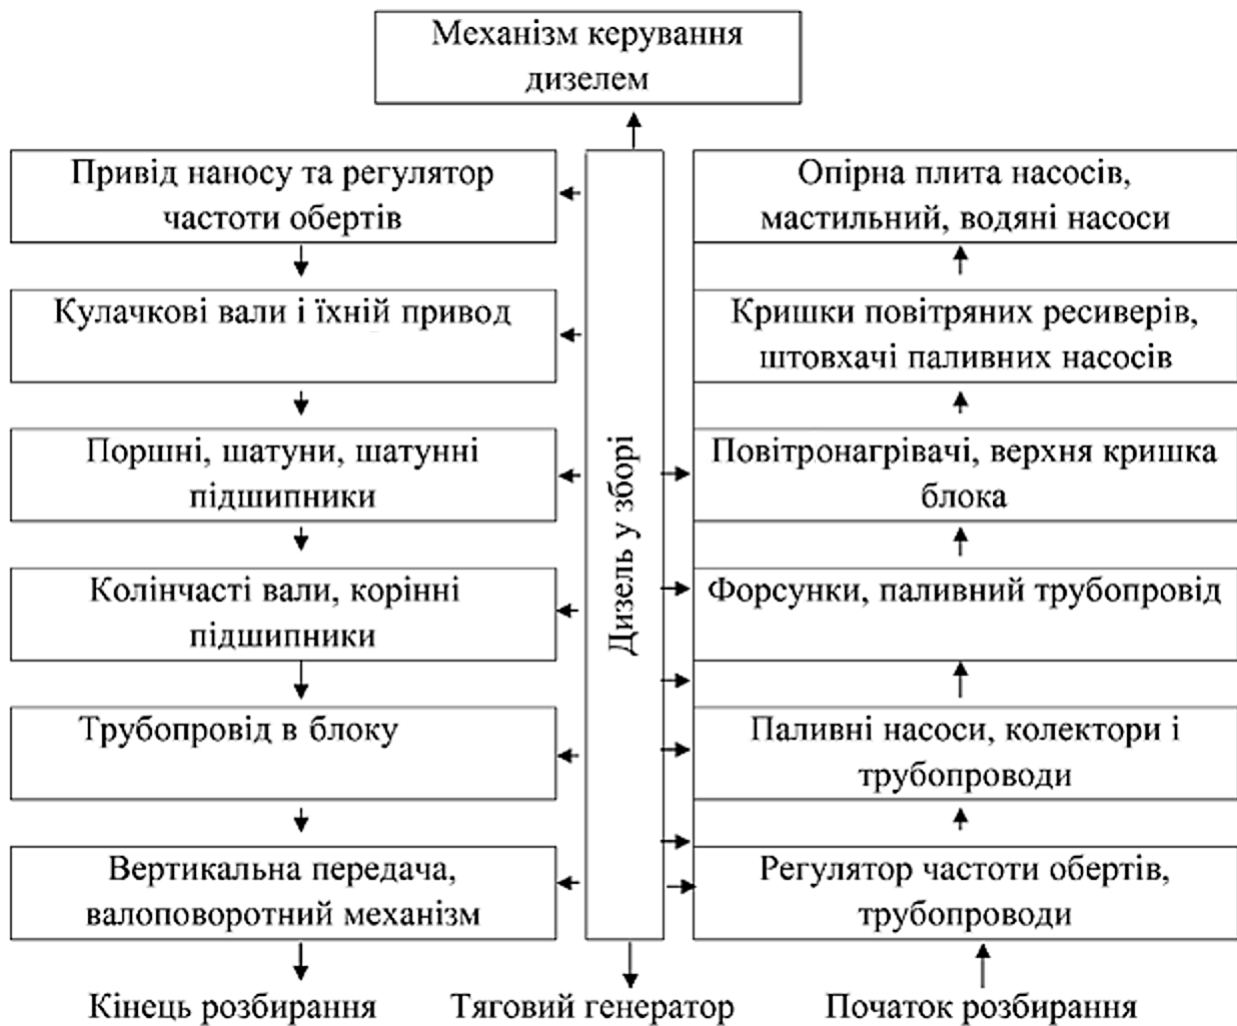 Механізм керування
дизелем
Привід наносу та регулятор
частоти обертів
Кулачкові вали і їхній привод
Поршні, шатуни, шатунні
підшипники
Колінчасті вали, корінні
підшипники
Трубопровід в блоку
Вертикальна передача,
валоповоротний механізм
Кінець розбирання
Дизель у зборі
Тяговий генератор
Опірна плита насосів,
мастильний, водяні насоси
Кришки повітряних ресиверів,
штовхачі паливних насосів
Повітронагрівачі, верхня кришка
блока
Форсунки, паливний трубопровід
Паливні насоси, колектори і
трубопроводи
Регулятор частоти обертів,
трубопроводи
Початок розбирання